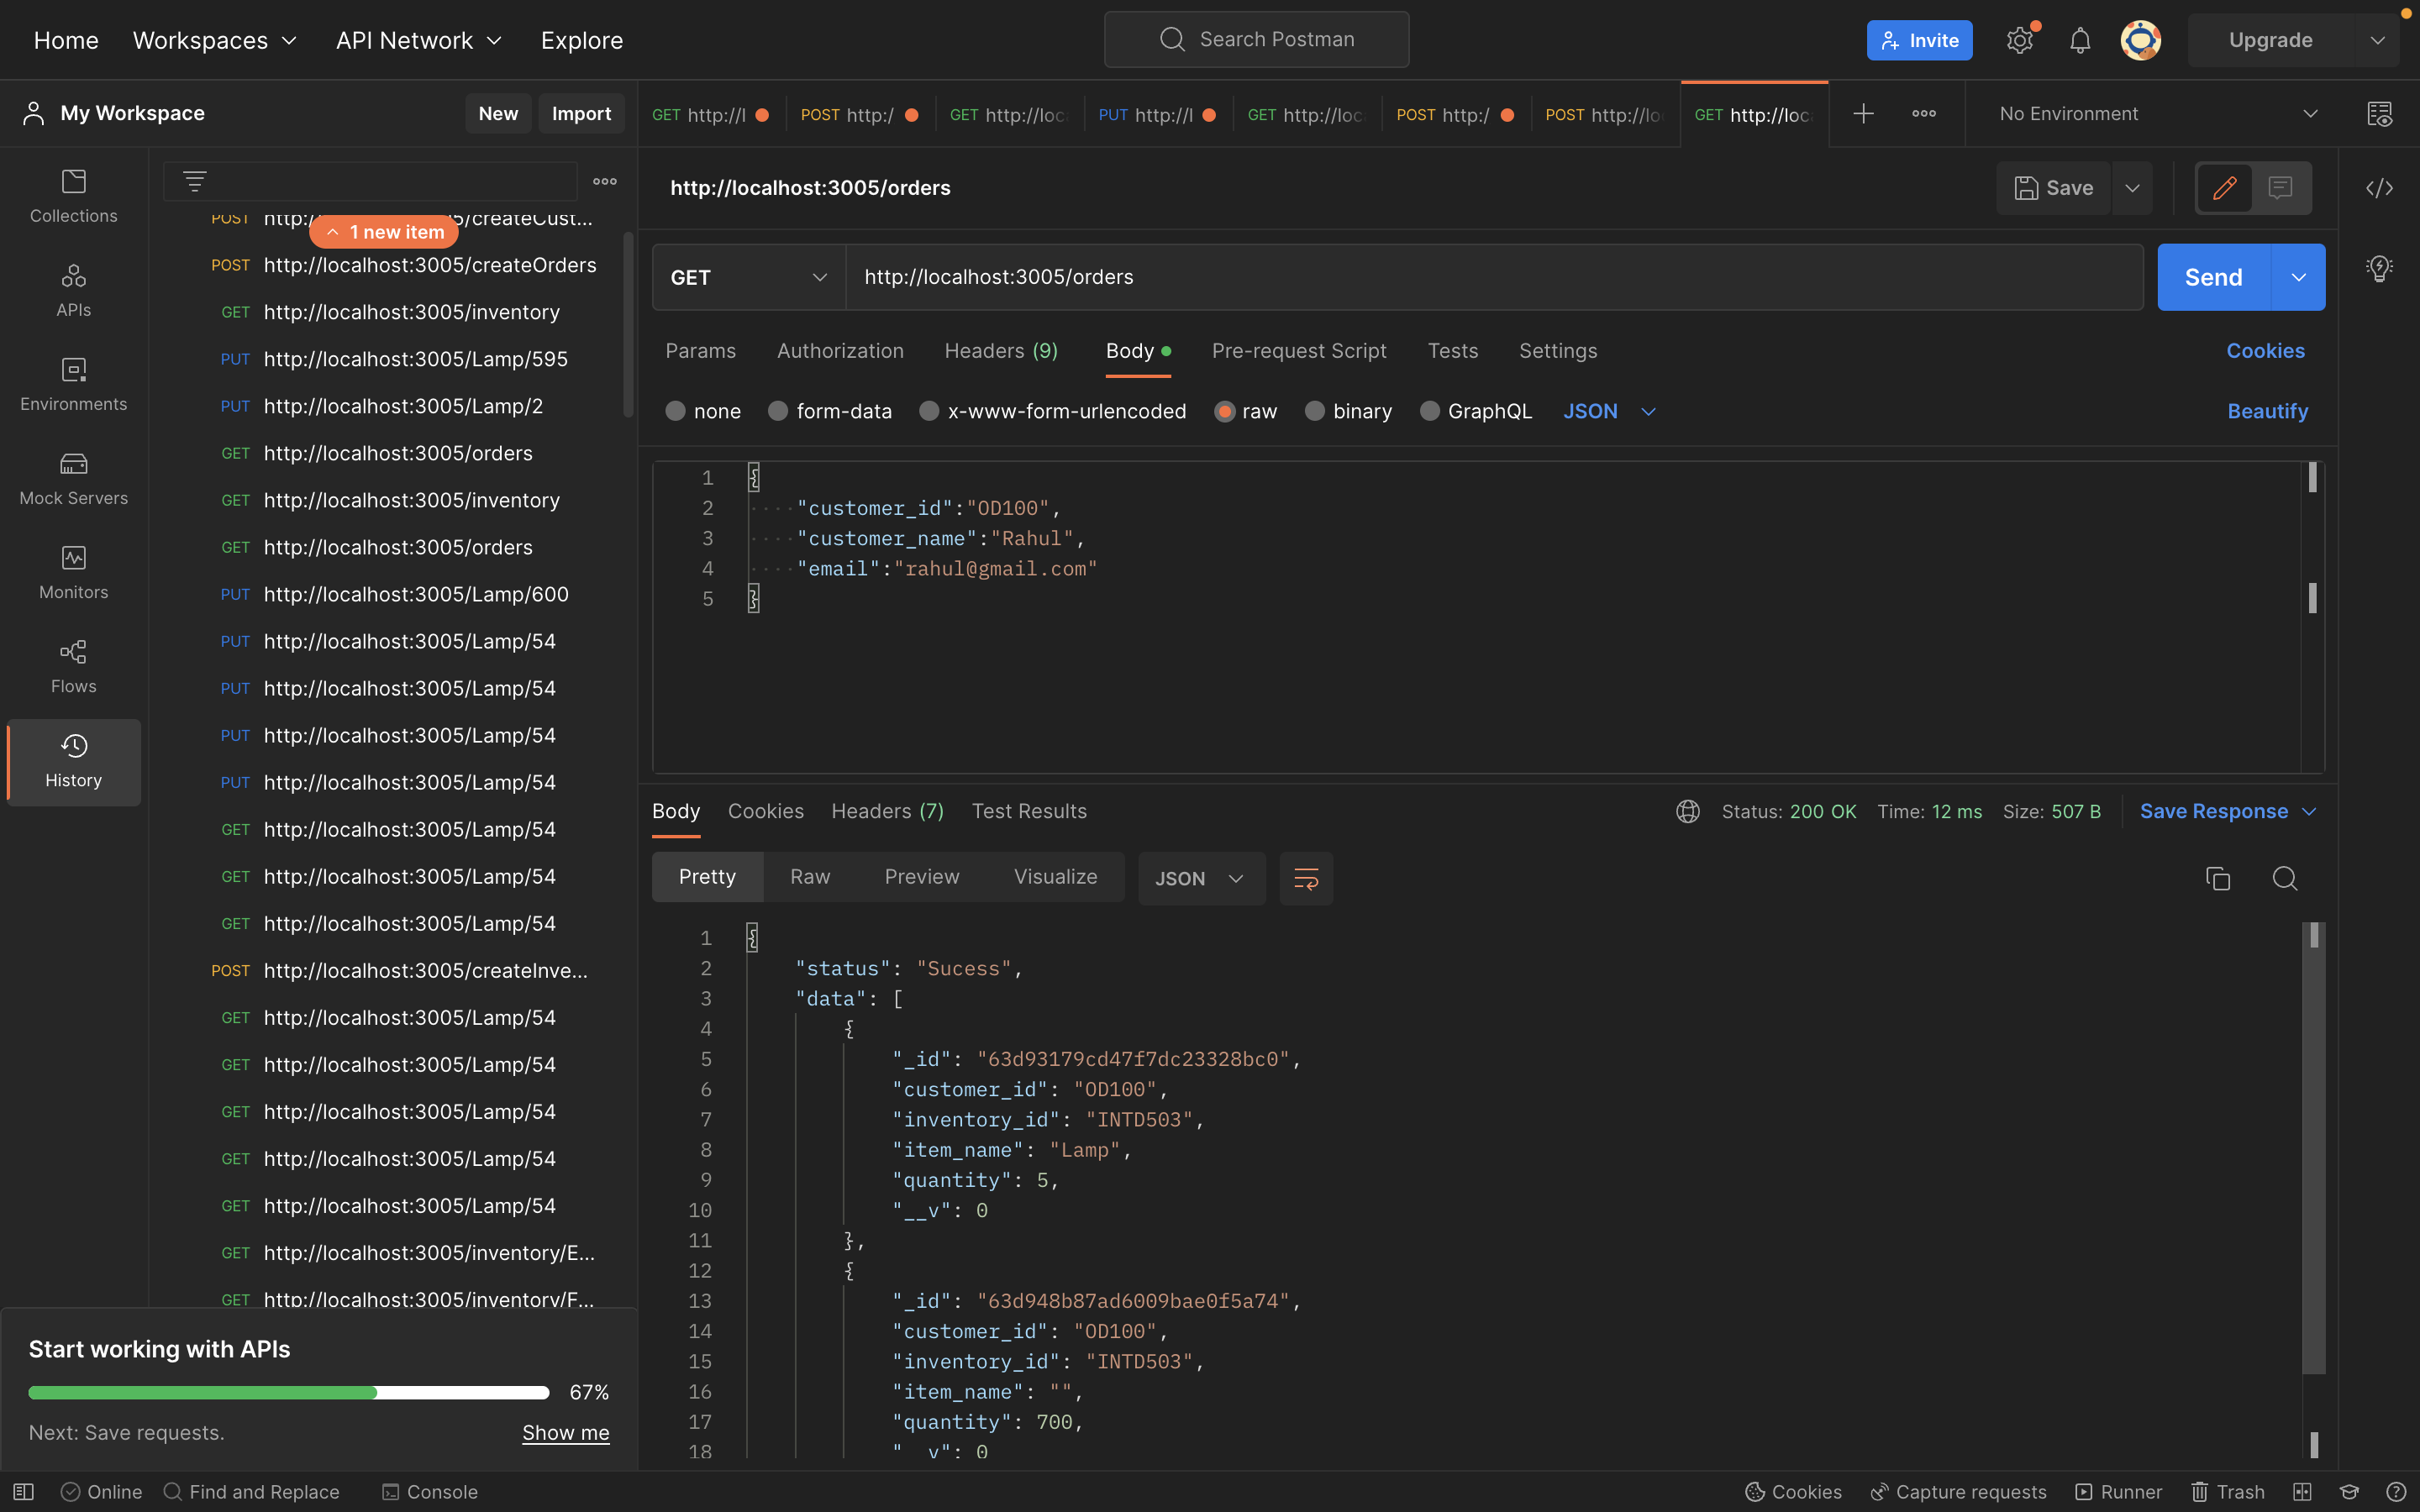 Home Workspaces API Network Explore
Search Postman
Invite
Upgrade
My Workspace New Import
GET http://l
POST http:/
GET http://loc
PUT http://l
GET http://loc
POST http:/
POST http://lo
GET http://loc
No Environment
Collections
APIs
Environments
Mock Servers
Monitors
Flows
History
POST http://localhost:3005/createCust...
1 new item
POST http://localhost:3005/createOrders
GET http://localhost:3005/inventory
PUT http://localhost:3005/Lamp/595
PUT http://localhost:3005/Lamp/2
GET http://localhost:3005/orders
GET http://localhost:3005/inventory
GET http://localhost:3005/orders
PUT http://localhost:3005/Lamp/600
PUT http://localhost:3005/Lamp/54
PUT http://localhost:3005/Lamp/54
PUT http://localhost:3005/Lamp/54
PUT http://localhost:3005/Lamp/54
GET http://localhost:3005/Lamp/54
GET http://localhost:3005/Lamp/54
GET http://localhost:3005/Lamp/54
POST http://localhost:3005/createInve...
GET http://localhost:3005/Lamp/54
GET http://localhost:3005/Lamp/54
GET http://localhost:3005/Lamp/54
GET http://localhost:3005/Lamp/54
GET http://localhost:3005/Lamp/54
GET http://localhost:3005/inventory/E...
GET http://localhost:3005/inventory/F...
Start working with APIs
67%
Next: Save requests. Show me
http://localhost:3005/orders
Save
GET http://localhost:3005/orders Send
Params Authorization Headers (9) Body Pre-request Script Tests Settings Cookies
none form-data x-www-form-urlencoded raw binary GraphQL JSON Beautify
1 {
2 "customer_id":"OD100",
3 "customer_name":"Rahul",
4 "email":"rahul@gmail.com"
5 }
Body Cookies Headers (7) Test Results Status: 200 OK Time: 12 ms Size: 507 B Save Response
Pretty Raw Preview Visualize JSON
1 {
2 "status": "Sucess",
3 "data": [
4 {
5 "_id": "63d93179cd47f7dc23328bc0",
6 "customer_id": "OD100",
7 "inventory_id": "INTD503",
8 "item_name": "Lamp",
9 "quantity": 5,
10 "__v": 0
11 },
12 {
13 "_id": "63d948b87ad6009bae0f5a74",
14 "customer_id": "OD100",
15 "inventory_id": "INTD503",
16 "item_name": "",
17 "quantity": 700,
18 "__v": 0
Online Find and Replace Console Cookies Capture requests Runner Trash